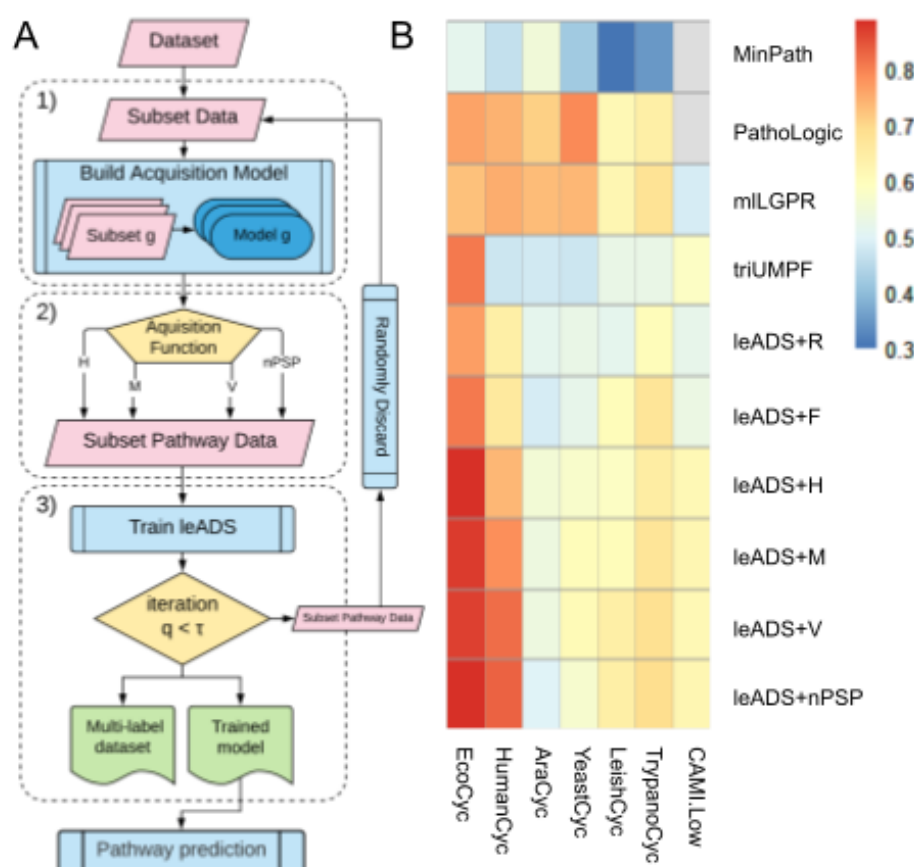 A
Dataset
1)
Subset Data
Build Acquisition Model
Subset g
Model g
2)
Aquisition
Function
H
M
V
nPSP
Subset Pathway Data
Randomly Discard
3)
Train leADS
iteration
q < τ
Subset Pathway Data
Multi-label
dataset
Trained
model
Pathway prediction
B
MinPath
PathoLogic
mlLGPR
triUMPF
leADS+R
leADS+F
leADS+H
leADS+M
leADS+V
leADS+nPSP
EcoCyc
HumanCyc
AraCyc
YeastCyc
LeishCyc
TrypanoCyc
CAMI.Low
0.8
0.7
0.6
0.5
0.4
0.3